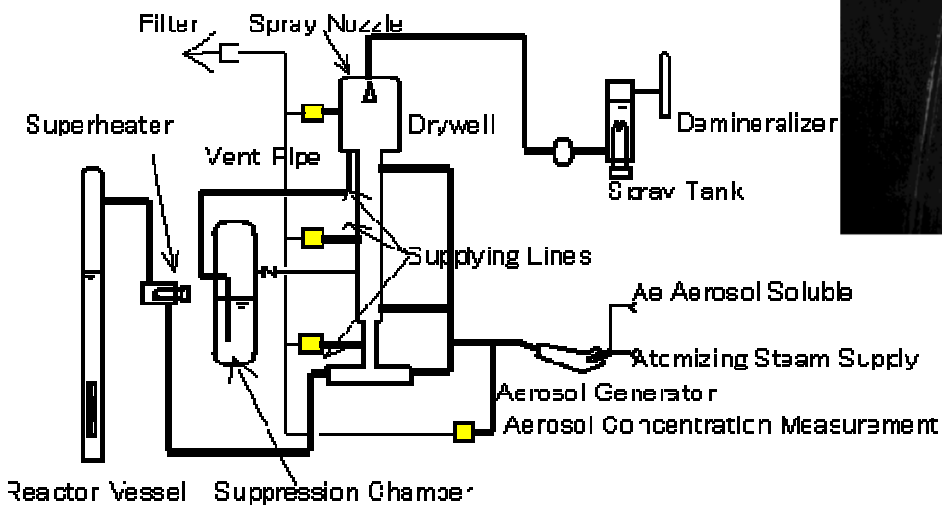 Filter
Spray Nozzle
Superheater
Drywell
Demineralizer
Vent Pipe
Spray Tank
Supplying Lines
Ae Aerosol Soluble
Atomizing Steam Supply
Aerosol Generator
Aerosol Concentration Measurement
Reactor Vessel
Suppression Chamber